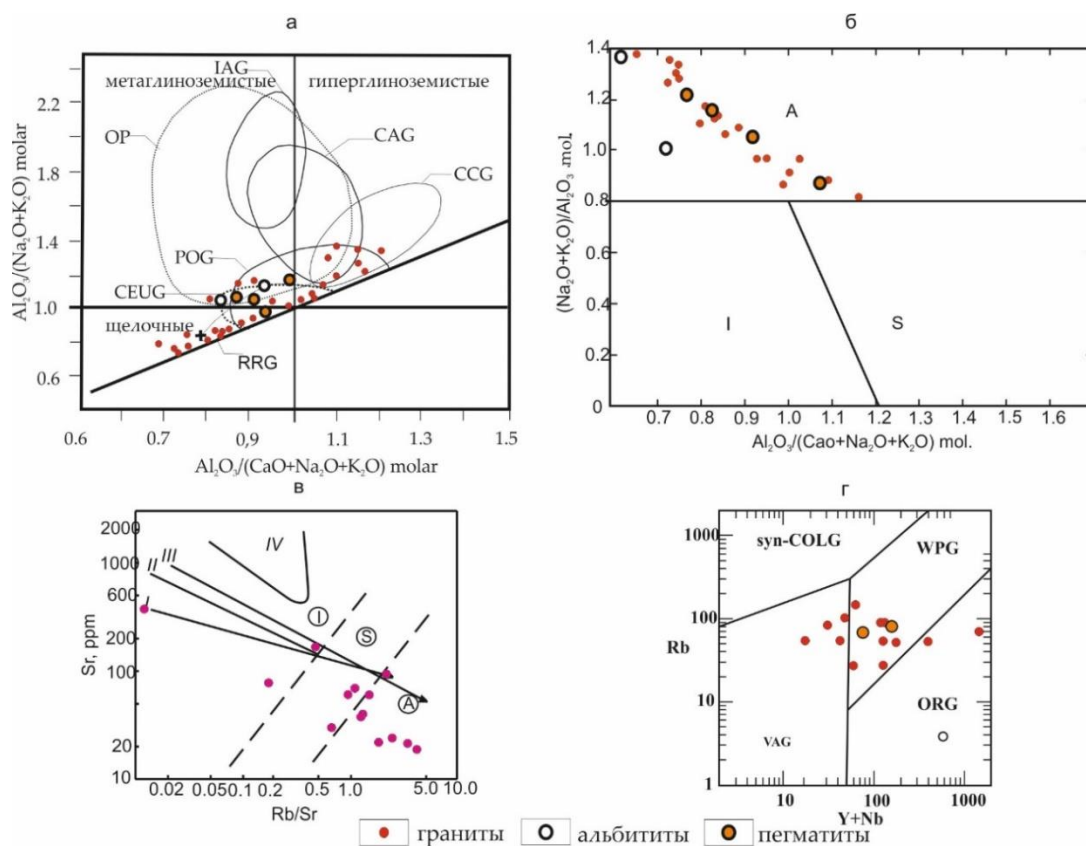 а
метаглиноземистые
IAG
гиперглиноземистые
OP
CAG
CCG
POG
CEUG
щелочные
RRG
Al₂O₃/(Na₂O+K₂O) molar
2.2
1.8
1.4
1.0
0.6
0.6 0.7 0,9 1.1 1.3 1.5
Al₂O₃/(CaO+Na₂O+K₂O) molar
б
(Na₂O+K₂O)/Al₂O₃ .mol.
1.4
1.2
1.0
0.8
0.6
0.4
0.2
0
A
I
S
0.7 0.8 0.9 1.0 1.1 1.2 1.3 1.4
Al₂O₃/(Cao+Na₂O+K₂O) mol.
в
Sr, ppm
2000
1000
600
200
100
20
10
I
II
III
IV
I
S
A
0.02 0.05 0.1 0.2 0.5 1.0 5.0 10.0
Rb/Sr
г
Rb
1000
100
10
1
syn-COLG
WPG
VAG
ORG
10 100 1000
Y+Nb
граниты альбититы пегматиты